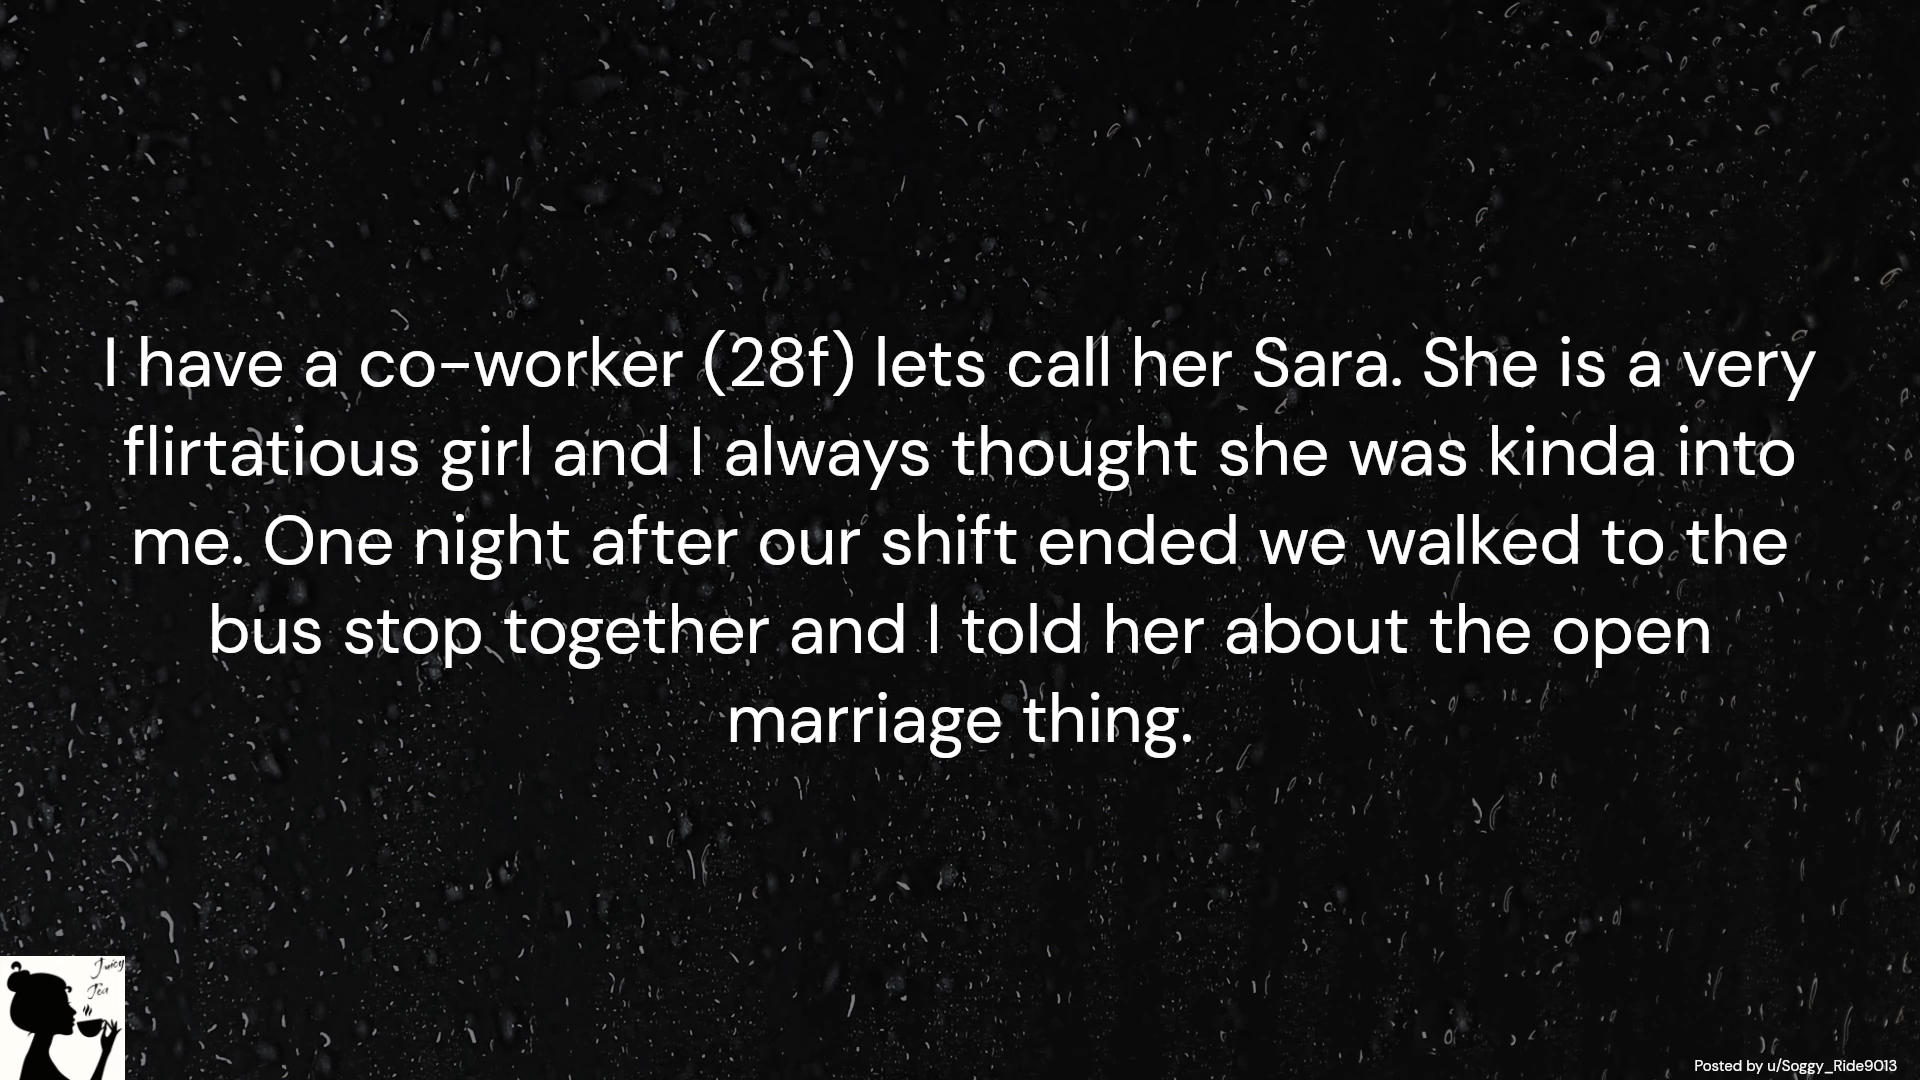 I have a co-worker (28f) lets call her Sara. She is a very
flirtatious girl and I always thought she was kinda into
me. One night after our shift ended we walked to the
bus stop together and I told her about the open
marriage thing.
Juicy
Tea
Posted by u/Soggy_Ride9013